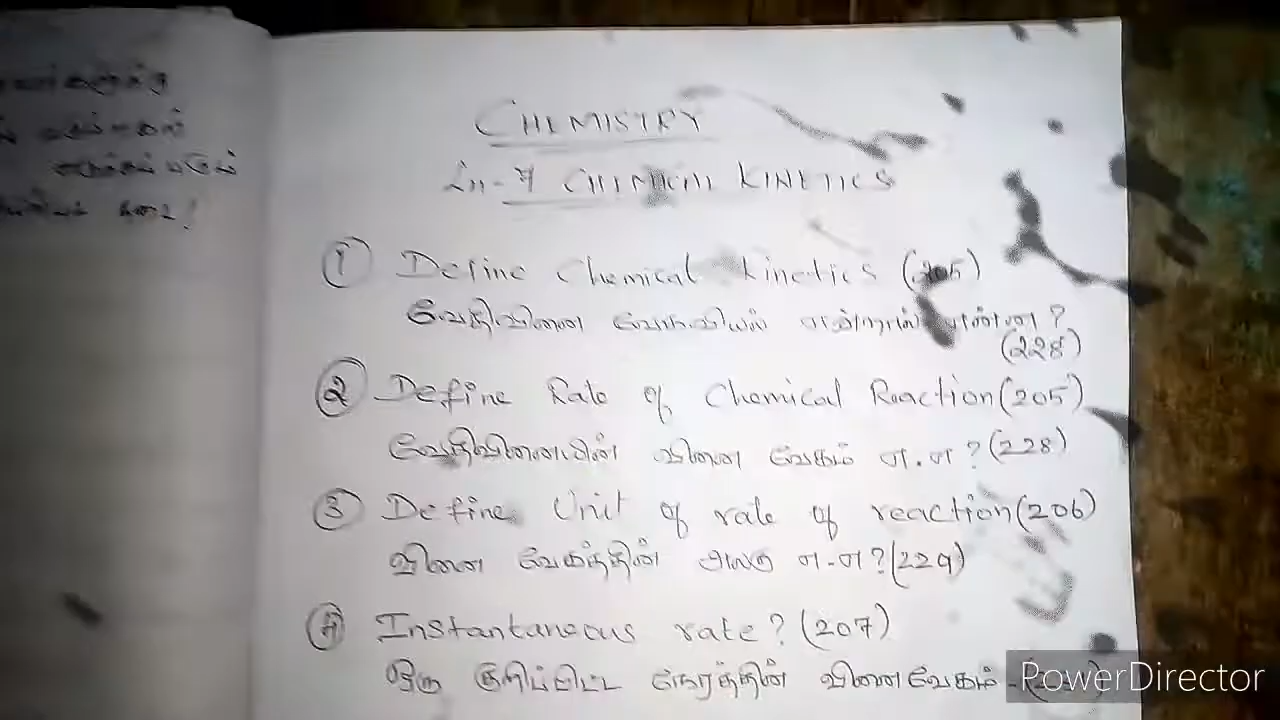 CHEMISTRY
Ln-7 CHEMICAL KINETICS
① Define Chemical Kinetics (205)
வேதிவினை வேகவியல் என்றால் என்ன?
(228)
② Define Rate of Chemical Reaction (205)
வேதிவினையின் வினை வேகம் எ.எ? (228)
③ Define Unit of rate of reaction (206)
வினை வேகத்தின் அலகு எ.எ? (229)
④ Instantaneous rate? (207)
ஒரு குறிப்பிட்ட நேரத்தின் வினைவேகம்
PowerDirector